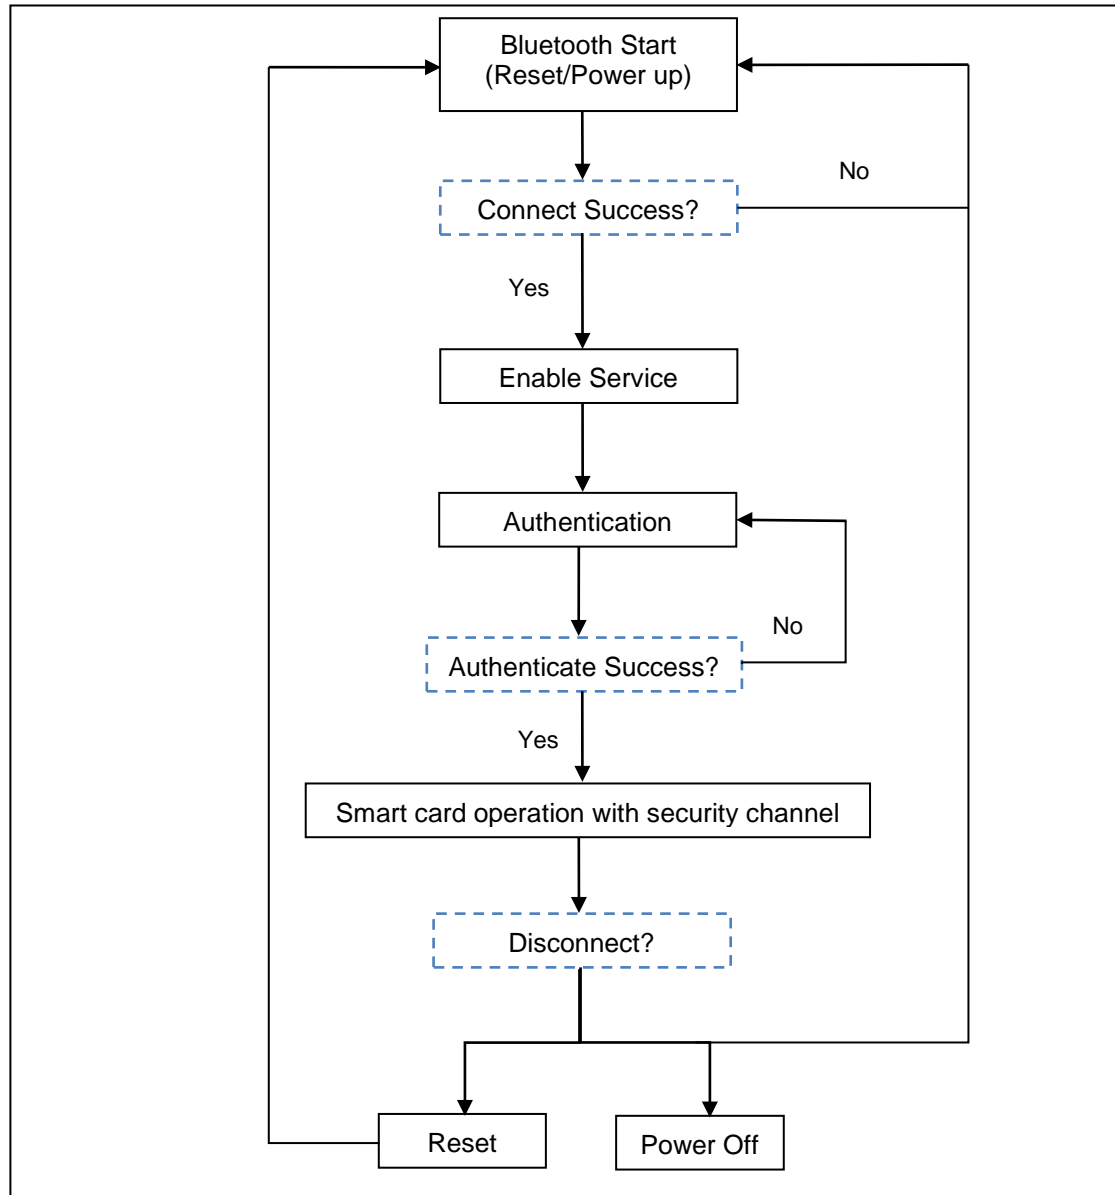 Bluetooth Start
(Reset/Power up)
No
Connect Success?
Yes
Enable Service
Authentication
No
Authenticate Success?
Yes
Smart card operation with security channel
Disconnect?
Reset
Power Off